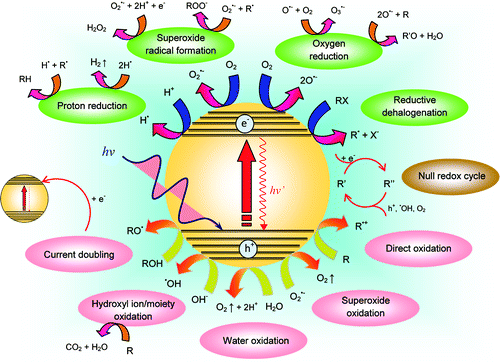 O₂•⁻ + 2H⁺ + e⁻
ROO•
O⁻ + O₂
O₃•⁻
2O•⁻ + R
H₂O₂
O₂•⁻ + R•
R'O + H₂O
Superoxide
radical formation
Oxygen
reduction
H• + R•
H₂↑
2H•
RH
Proton reduction
H⁺
O₂•⁻
O₂
O₂
2O•⁻
RX
Reductive
dehalogenation
H•
e⁻
R• + X⁻
hν
hν'
+ e⁻
R'
R''
Null redox cycle
h⁺, •OH, O₂
+ e⁻
Current doubling
RO•
h⁺
R•⁺
Direct oxidation
ROH
R
•OH
O₂↑
OH⁻
O₂↑ + 2H⁺
H₂O
O₂•⁻
Superoxide
oxidation
Hydroxyl ion/moiety
oxidation
Water oxidation
CO₂ + H₂O
R